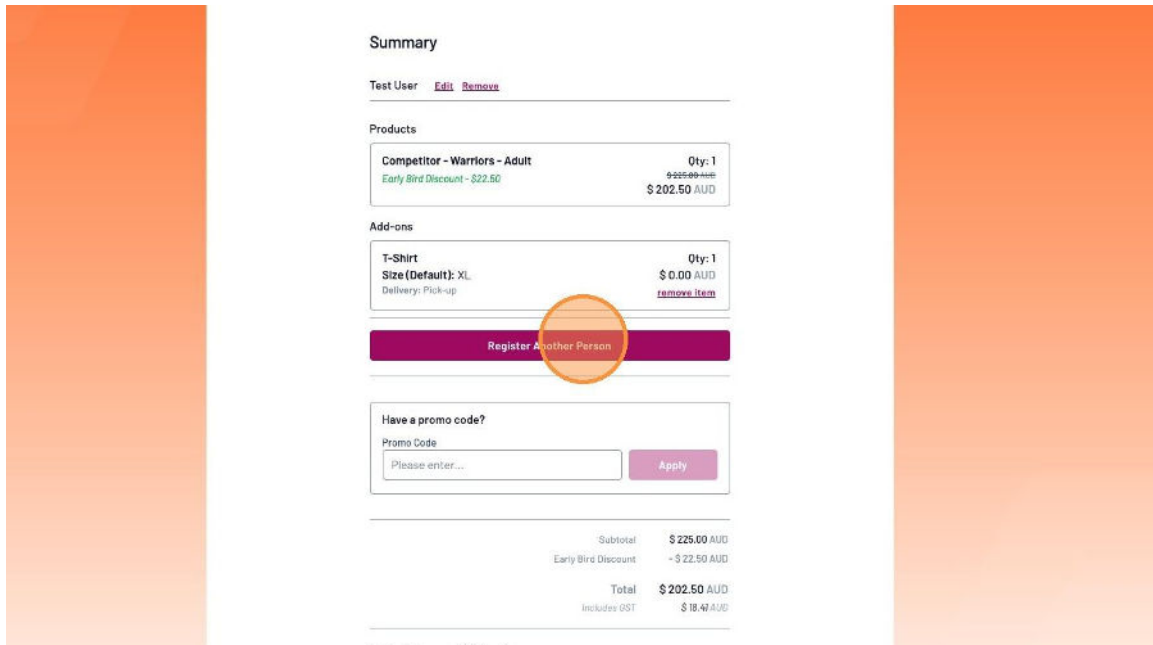 Summary
Test User Edit Remove
Products
Competitor - Warriors - Adult Qty: 1
Early Bird Discount - $22.50 $ 225.00 AUD
$ 202.50 AUD
Add-ons
T-Shirt Qty: 1
Size (Default): XL $ 0.00 AUD
Delivery: Pick-up remove item
Register Another Person
Have a promo code?
Promo Code
Please enter... Apply
Subtotal $ 225.00 AUD
Early Bird Discount - $ 22.50 AUD
Total $ 202.50 AUD
Includes GST $ 18.41 AUD